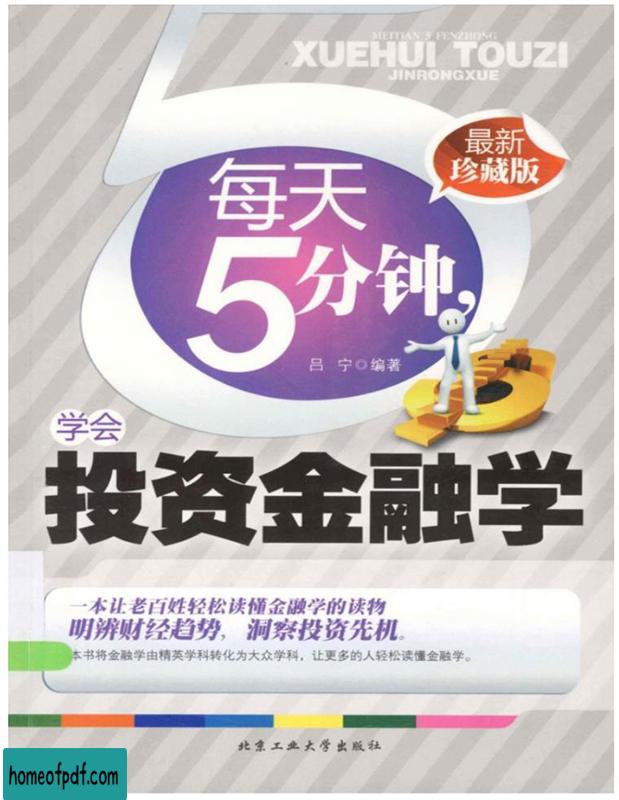 MEITIAN 5 FENZHONG
XUEHUI TOUZI
JINRONGXUE
最新
珍藏版
每天
5分钟,
吕 宁◎编著
学会
投资金融学
一本让老百姓轻松读懂金融学的读物
明辨财经趋势，洞察投资先机。
本书将金融学由精英学科转化为大众学科，让更多的人轻松读懂金融学。
北京工业大学出版社
homeofpdf.com